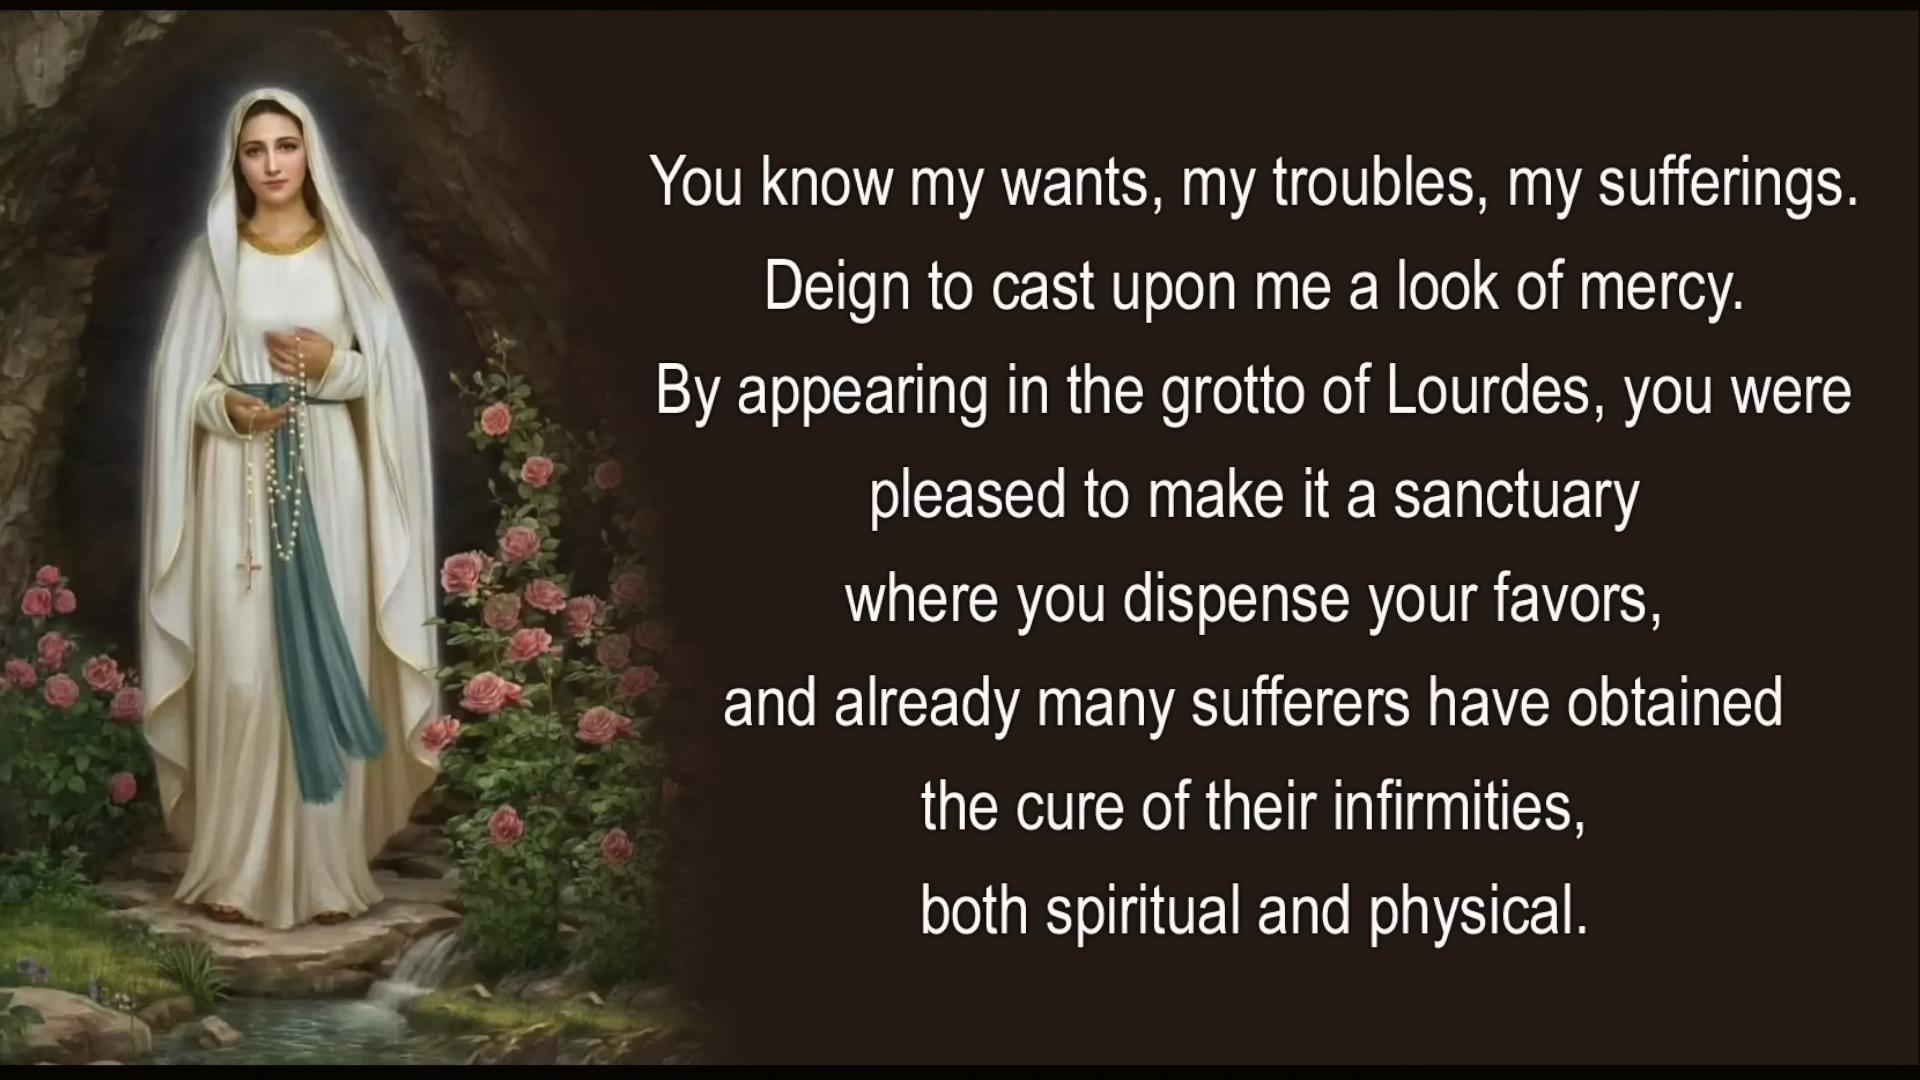 You know my wants, my troubles, my sufferings.
Deign to cast upon me a look of mercy.
By appearing in the grotto of Lourdes, you were
pleased to make it a sanctuary
where you dispense your favors,
and already many sufferers have obtained
the cure of their infirmities,
both spiritual and physical.